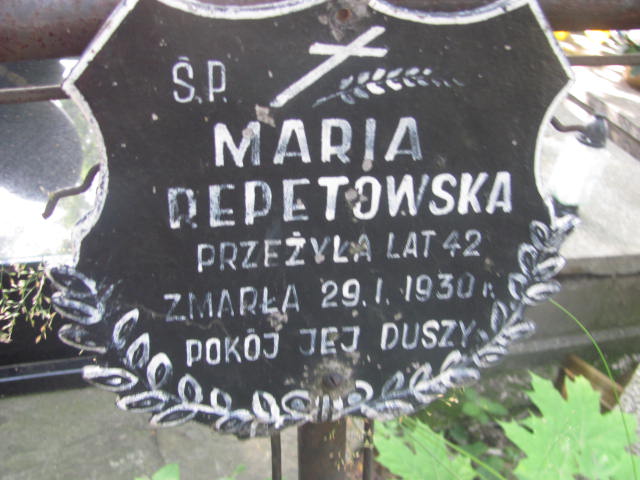 Ś.P.
MARIA
REPETOWSKA
PRZEŻYŁA LAT 42
ZMARŁA 29.I.1930 r.
POKÓJ JEJ DUSZY